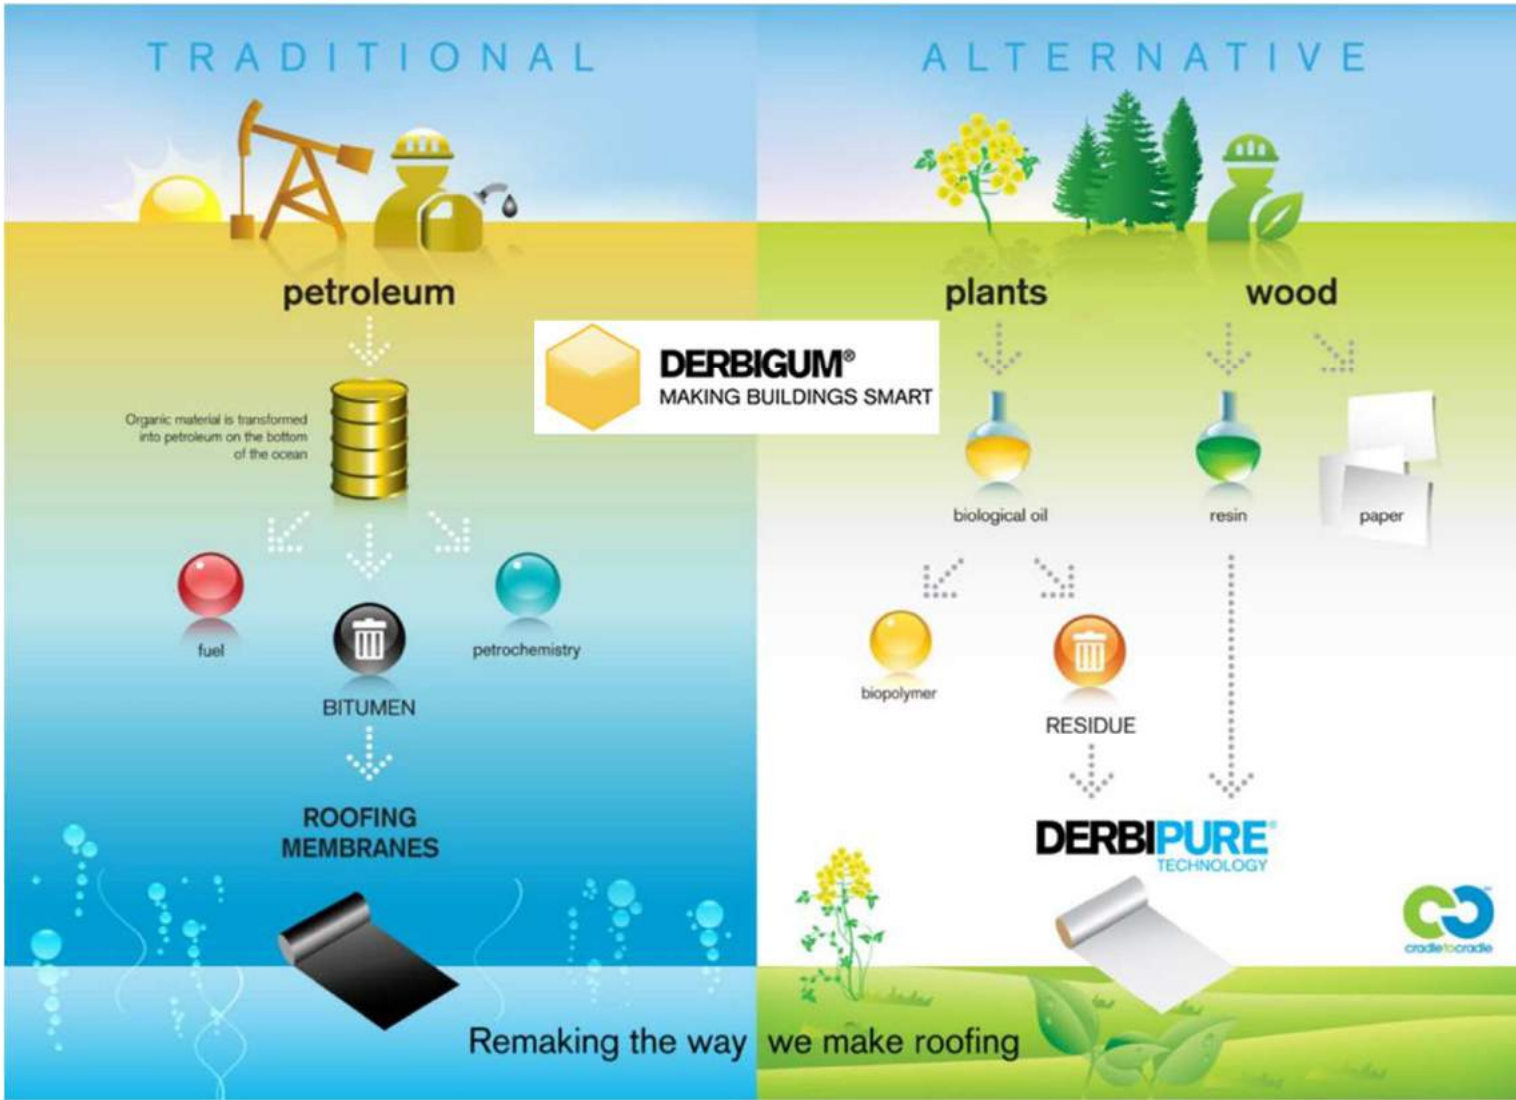 TRADITIONAL
petroleum
Organic material is transformed
into petroleum on the bottom
of the ocean
fuel
petrochemistry
BITUMEN
ROOFING
MEMBRANES
DERBIGUM®
MAKING BUILDINGS SMART
ALTERNATIVE
plants
wood
biological oil
resin
paper
biopolymer
RESIDUE
DERBIPURE®
TECHNOLOGY
cradletocradle
Remaking the way we make roofing